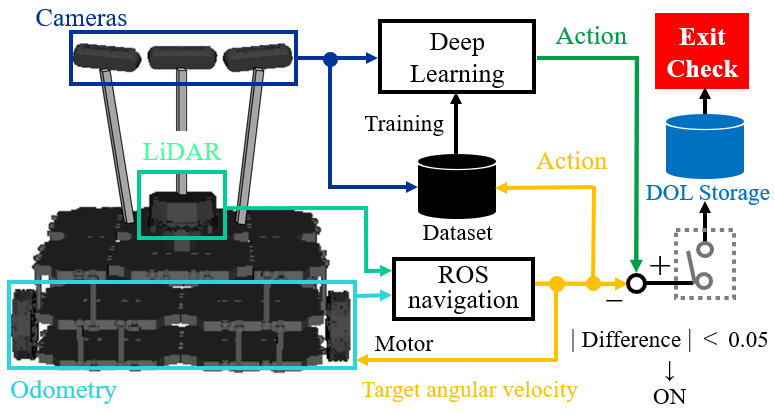 Cameras
Deep
Learning
Action
Exit
Check
Training
LiDAR
Action
DOL Storage
Dataset
ROS
navigation
+
−
Motor
| Difference | < 0.05
↓
ON
Odometry
Target angular velocity